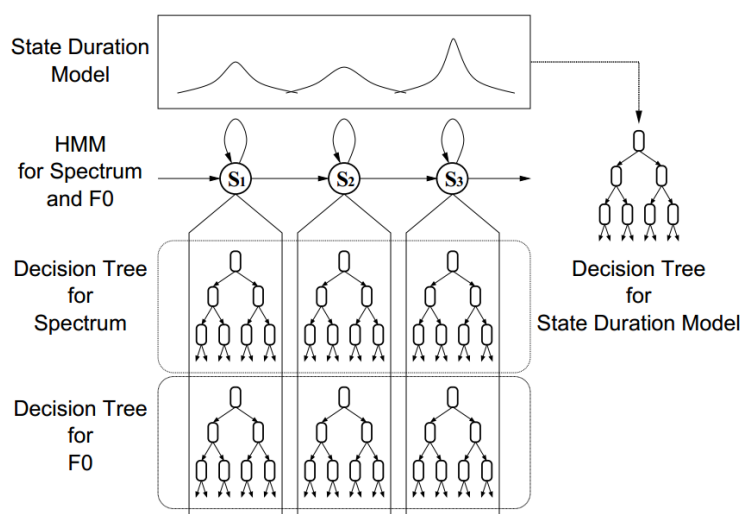 State Duration
Model
HMM
for Spectrum
and F0
S1
S2
S3
Decision Tree
for
Spectrum
Decision Tree
for
State Duration Model
Decision Tree
for
F0